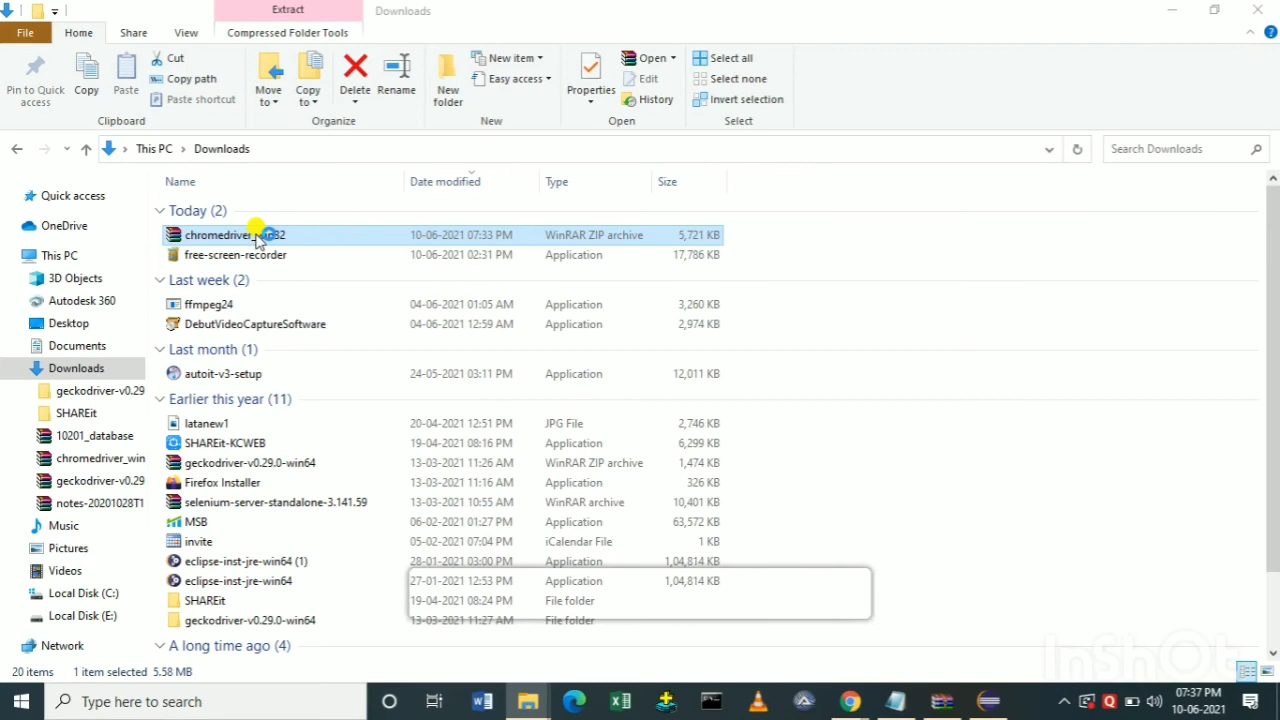 Extract
Downloads
File
Home
Share
View
Compressed Folder Tools
Pin to Quick access
Copy
Paste
Cut
Copy path
Paste shortcut
Clipboard
Move to
Copy to
Delete
Rename
Organize
New folder
New item
Easy access
New
Properties
Open
Edit
History
Open
Select all
Select none
Invert selection
Select
This PC > Downloads
Search Downloads
Name Date modified Type Size
Quick access
OneDrive
This PC
3D Objects
Autodesk 360
Desktop
Documents
Downloads
geckodriver-v0.29
SHAREit
10201_database
chromedriver_win
geckodriver-v0.29
notes-20201028T1
Music
Pictures
Videos
Local Disk (C:)
Local Disk (E:)
Network
Today (2)
chromedriver_win32 10-06-2021 07:33 PM WinRAR ZIP archive 5,721 KB
free-screen-recorder 10-06-2021 02:31 PM Application 17,786 KB
Last week (2)
ffmpeg24 04-06-2021 01:05 AM Application 3,260 KB
DebutVideoCaptureSoftware 04-06-2021 12:59 AM Application 2,974 KB
Last month (1)
autoit-v3-setup 24-05-2021 03:11 PM Application 12,011 KB
Earlier this year (11)
latanew1 20-04-2021 12:51 PM JPG File 2,746 KB
SHAREit-KCWEB 19-04-2021 08:16 PM Application 6,299 KB
geckodriver-v0.29.0-win64 13-03-2021 11:26 AM WinRAR ZIP archive 1,474 KB
Firefox Installer 13-03-2021 11:16 AM Application 326 KB
selenium-server-standalone-3.141.59 13-03-2021 10:55 AM WinRAR archive 10,401 KB
MSB 06-02-2021 01:27 PM Application 63,572 KB
invite 05-02-2021 07:04 PM iCalendar File 1 KB
eclipse-inst-jre-win64 (1) 28-01-2021 03:00 PM Application 1,04,814 KB
eclipse-inst-jre-win64 27-01-2021 12:53 PM Application 1,04,814 KB
SHAREit 19-04-2021 08:24 PM File folder
geckodriver-v0.29.0-win64 13-03-2021 11:27 AM File folder
A long time ago (4)
20 items 1 item selected 5.58 MB
InShOt
Type here to search
07:37 PM
10-06-2021